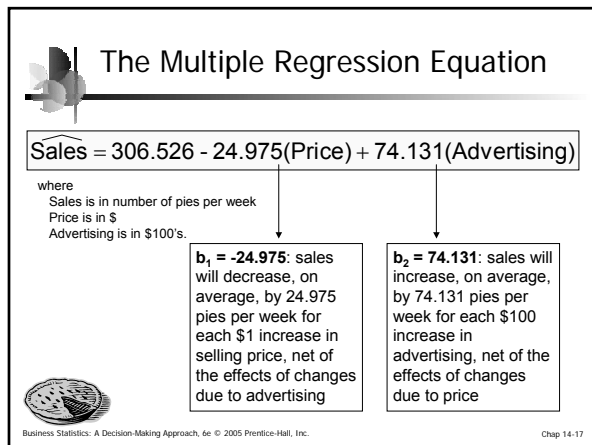 The Multiple Regression Equation
Sales = 306.526 - 24.975(Price) + 74.131(Advertising)
where
Sales is in number of pies per week
Price is in $
Advertising is in $100's.
b₁ = -24.975: sales
will decrease, on
average, by 24.975
pies per week for
each $1 increase in
selling price, net of
the effects of changes
due to advertising
b₂ = 74.131: sales will
increase, on average,
by 74.131 pies per
week for each $100
increase in
advertising, net of the
effects of changes
due to price
Business Statistics: A Decision-Making Approach, 6e © 2005 Prentice-Hall, Inc.
Chap 14-17